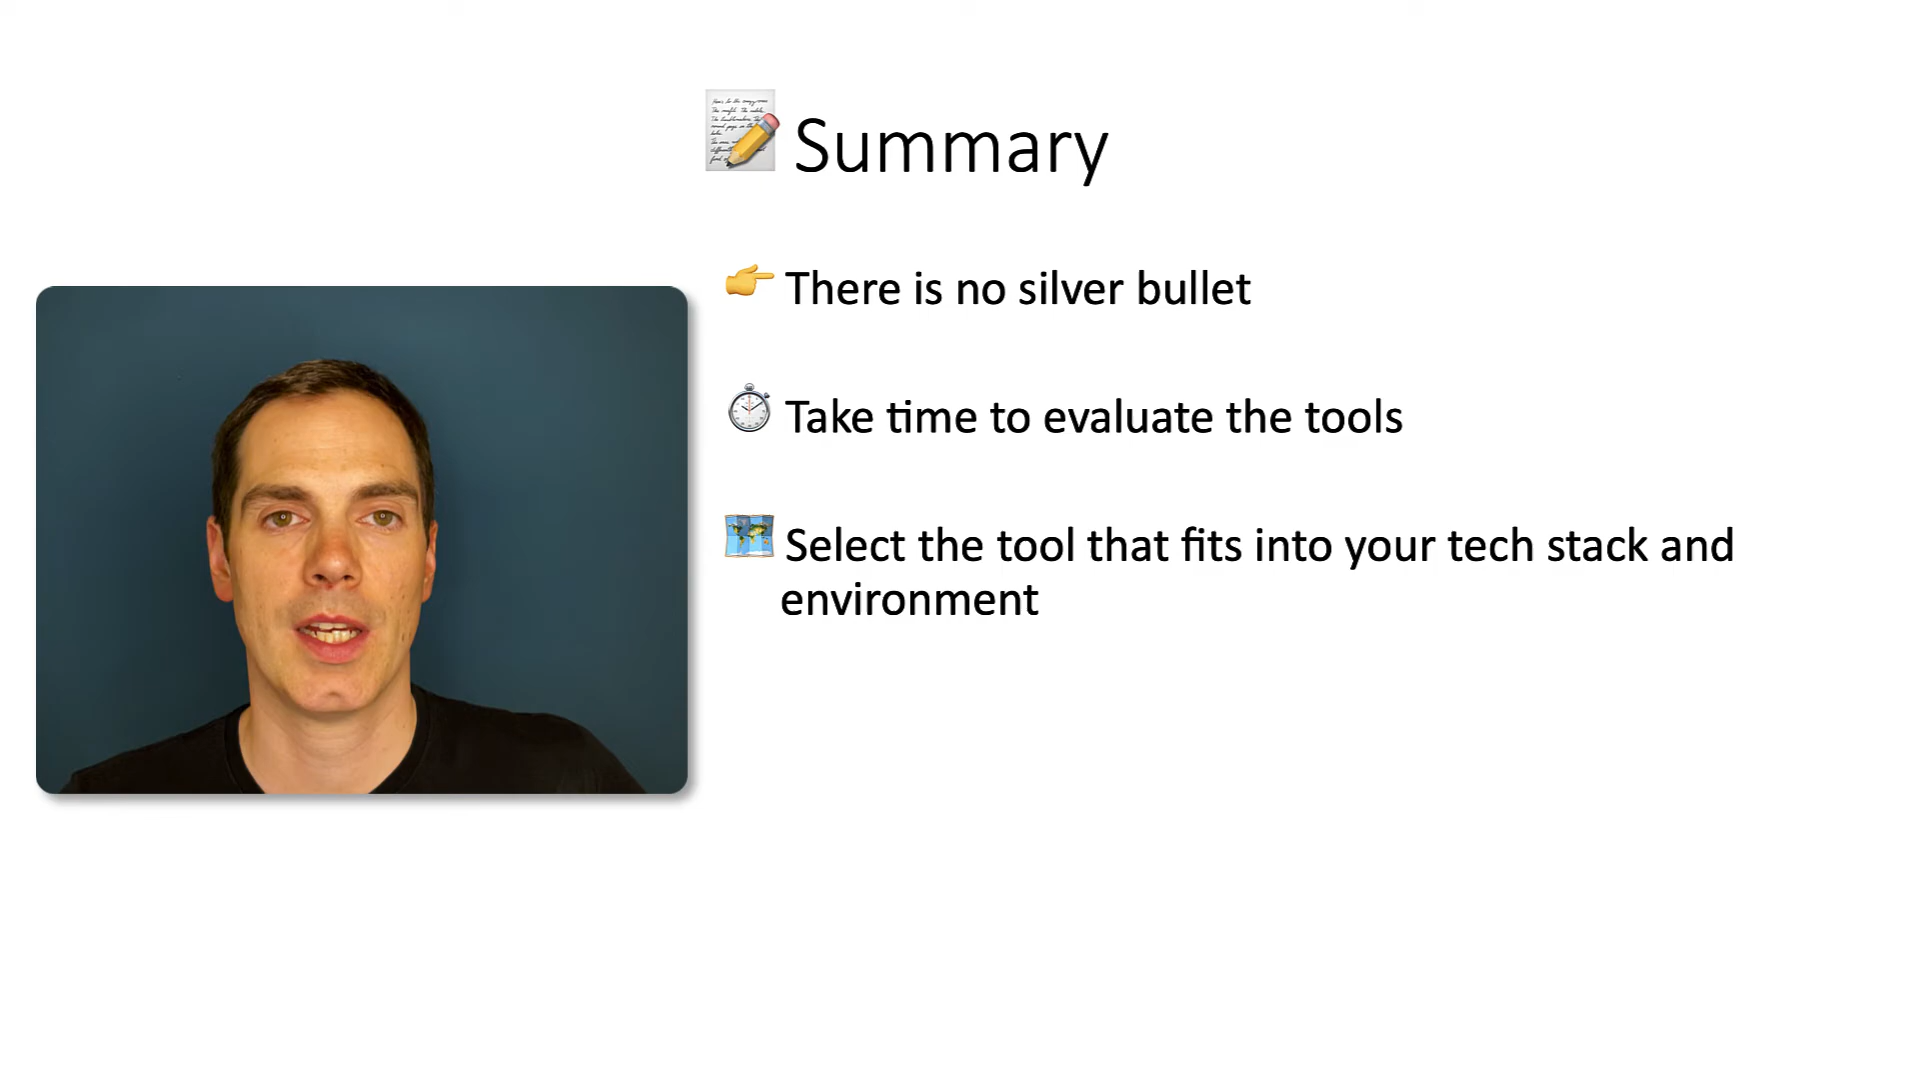 Summary
There is no silver bullet
Take time to evaluate the tools
Select the tool that fits into your tech stack and
environment